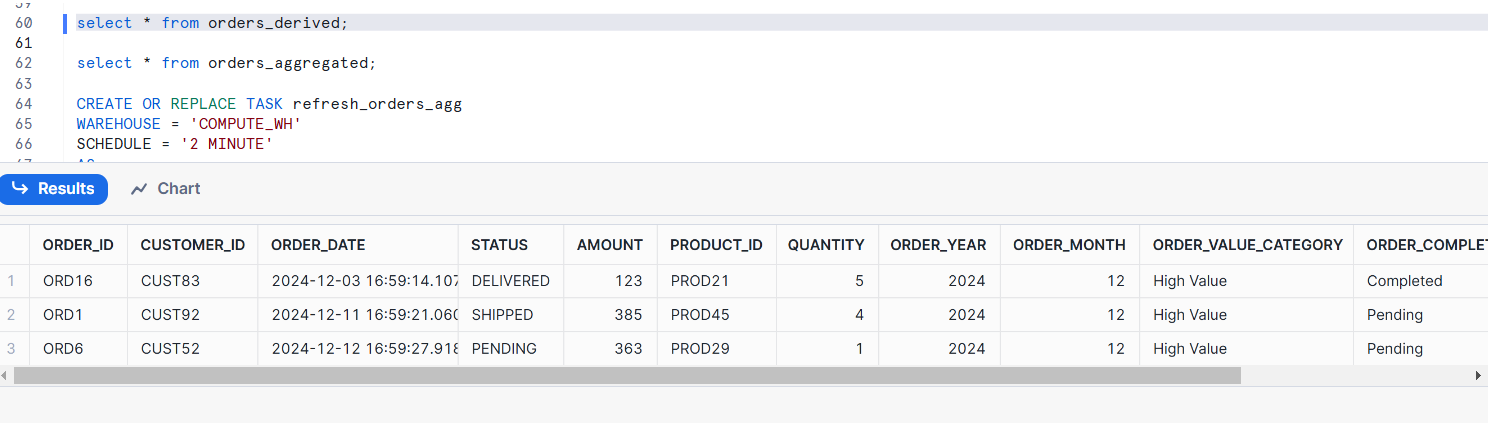 60 select * from orders_derived;
61
62 select * from orders_aggregated;
63
64 CREATE OR REPLACE TASK refresh_orders_agg
65 WAREHOUSE = 'COMPUTE_WH'
66 SCHEDULE = '2 MINUTE'
Results Chart
ORDER_ID CUSTOMER_ID ORDER_DATE STATUS AMOUNT PRODUCT_ID QUANTITY ORDER_YEAR ORDER_MONTH ORDER_VALUE_CATEGORY ORDER_COMPLET
1 ORD16 CUST83 2024-12-03 16:59:14.107 DELIVERED 123 PROD21 5 2024 12 High Value Completed
2 ORD1 CUST92 2024-12-11 16:59:21.060 SHIPPED 385 PROD45 4 2024 12 High Value Pending
3 ORD6 CUST52 2024-12-12 16:59:27.918 PENDING 363 PROD29 1 2024 12 High Value Pending